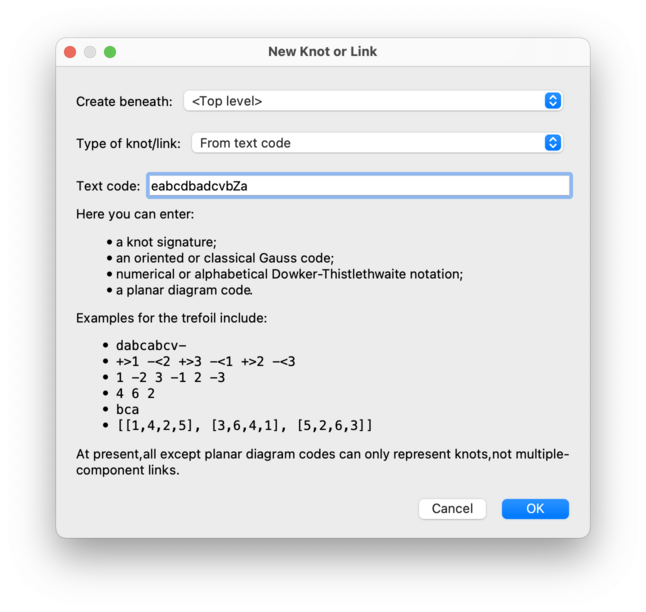 New Knot or Link
Create beneath: <Top level>
Type of knot/link: From text code
Text code: eabcdbadcvbZa
Here you can enter:
• a knot signature;
• an oriented or classical Gauss code;
• numerical or alphabetical Dowker-Thistlethwaite notation;
• a planar diagram code.
Examples for the trefoil include:
• dabcabcv-
• +>1 -<2 +>3 -<1 +>2 -<3
• 1 -2 3 -1 2 -3
• 4 6 2
• bca
• [[1,4,2,5], [3,6,4,1], [5,2,6,3]]
At present,all except planar diagram codes can only represent knots,not multiple-
component links.
Cancel OK